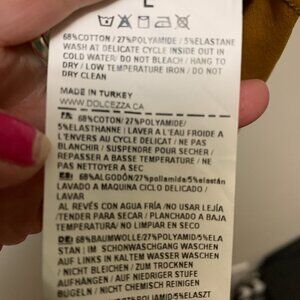 L
68%COTTON/27%POLYAMIDE/5%ELASTANE
WASH AT DELICATE CYCLE INSIDE OUT IN
COLD WATER/ DO NOT BLEACH / HANG TO
DRY / LOW TEMPERATURE IRON / DO NOT
DRY CLEAN
MADE IN TURKEY
WWW.DOLCEZZA.CA
FR: 68%COTON/27%POLYAMIDE/
5%ELASTHANNE | LAVER A L'EAU FROIDE A
L'ENVERS AU CYCLE DELICAT / NE PAS
BLANCHIR / SUSPENDRE POUR SECHER /
REPASSER A BASSE TEMPERATURE / NE
PAS NETTOYER A SEC
ES: 68%ALGODÓN/27%poliamida/5%elastán
LAVADO A MAQUINA CICLO DELICADO /
LAVAR
AL REVÉS CON AGUA FRÍA /NO USAR LEJÍA
/TENDER PARA SECAR / PLANCHADO A BAJA
TEMPERATURA/ NO LIMPIAR EN SECO
DE: 68%BAUMWOLLE/27%POLYAMID/5%ELA
STAN | IM SCHONWASCHGANG WASCHEN
AUF LINKS IN KALTEM WASSER WASCHEN
/ NICHT BLEICHEN / ZUM TROCKNEN
AUFHÄNGEN / AUF NIEDRIGER STUFE
BÜGELN / NICHT CHEMISCH REINIGEN